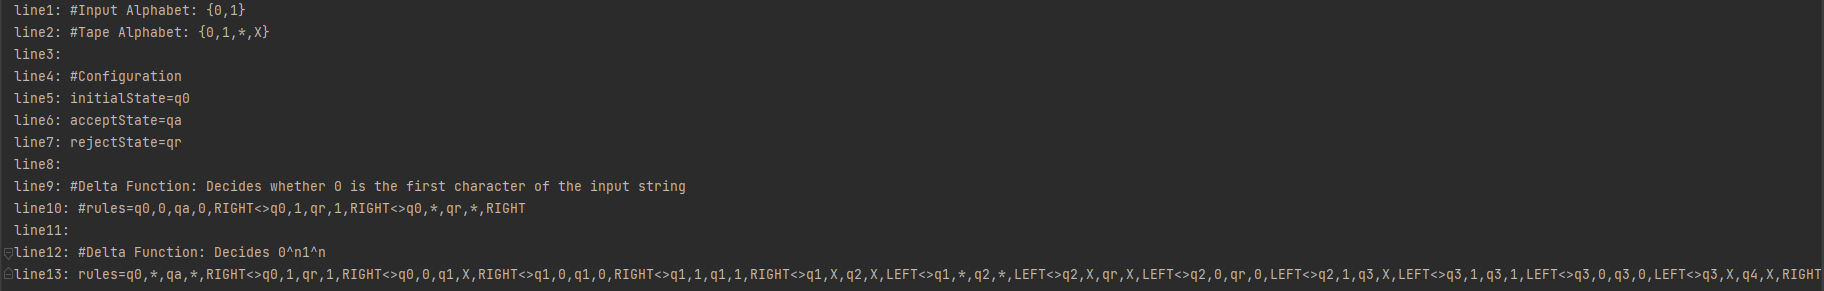 line1: #Input Alphabet: {0,1}
line2: #Tape Alphabet: {0,1,*,X}
line3:
line4: #Configuration
line5: initialState=q0
line6: acceptState=qa
line7: rejectState=qr
line8:
line9: #Delta Function: Decides whether 0 is the first character of the input string
line10: #rules=q0,0,qa,0,RIGHT<>q0,1,qr,1,RIGHT<>q0,*,qr,*,RIGHT
line11:
line12: #Delta Function: Decides 0^n1^n
line13: rules=q0,*,qa,*,RIGHT<>q0,1,qr,1,RIGHT<>q0,0,q1,X,RIGHT<>q1,0,q1,0,RIGHT<>q1,1,q1,1,RIGHT<>q1,X,q2,X,LEFT<>q1,*,q2,*,LEFT<>q2,X,qr,X,LEFT<>q2,0,qr,0,LEFT<>q2,1,q3,X,LEFT<>q3,1,q3,1,LEFT<>q3,0,q3,0,LEFT<>q3,X,q4,X,RIGHT